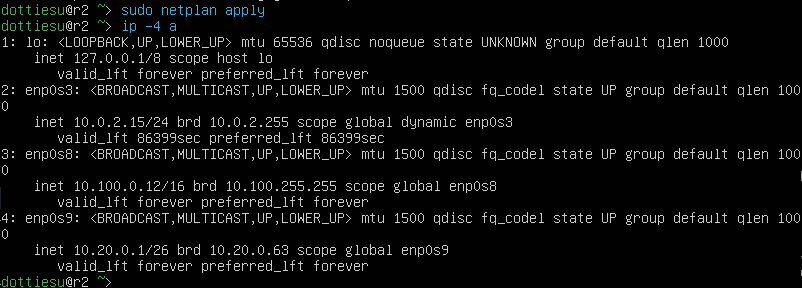 dottiesu@r2 ~> sudo netplan apply
dottiesu@r2 ~> ip -4 a
1: lo: <LOOPBACK,UP,LOWER_UP> mtu 65536 qdisc noqueue state UNKNOWN group default qlen 1000
    inet 127.0.0.1/8 scope host lo
       valid_lft forever preferred_lft forever
2: enp0s3: <BROADCAST,MULTICAST,UP,LOWER_UP> mtu 1500 qdisc fq_codel state UP group default qlen 100
0
    inet 10.0.2.15/24 brd 10.0.2.255 scope global dynamic enp0s3
       valid_lft 86399sec preferred_lft 86399sec
3: enp0s8: <BROADCAST,MULTICAST,UP,LOWER_UP> mtu 1500 qdisc fq_codel state UP group default qlen 100
0
    inet 10.100.0.12/16 brd 10.100.255.255 scope global enp0s8
       valid_lft forever preferred_lft forever
4: enp0s9: <BROADCAST,MULTICAST,UP,LOWER_UP> mtu 1500 qdisc fq_codel state UP group default qlen 100
0
    inet 10.20.0.1/26 brd 10.20.0.63 scope global enp0s9
       valid_lft forever preferred_lft forever
dottiesu@r2 ~>